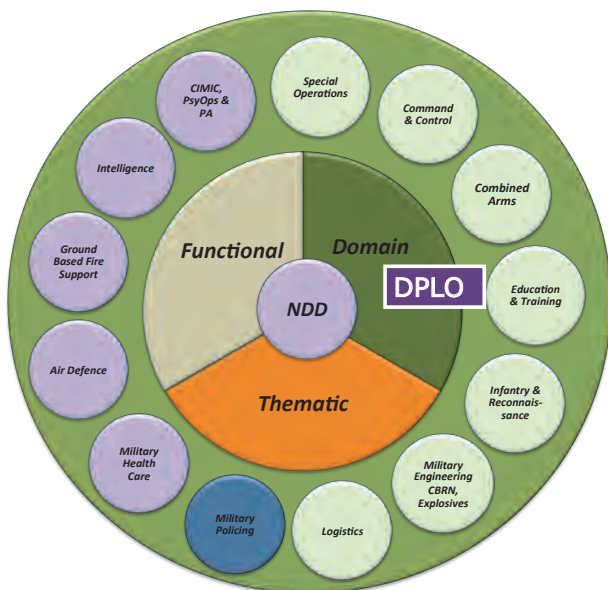 Special
Operations
Command
& Control
Combined
Arms
Education
& Training
Infantry &
Reconnais-
sance
Military
Engineering
CBRN,
Explosives
Logistics
Military
Policing
Military
Health
Care
Air Defence
Ground
Based Fire
Support
Intelligence
CIMIC,
PsyOps &
PA
Functional
Domain
DPLO
NDD
Thematic